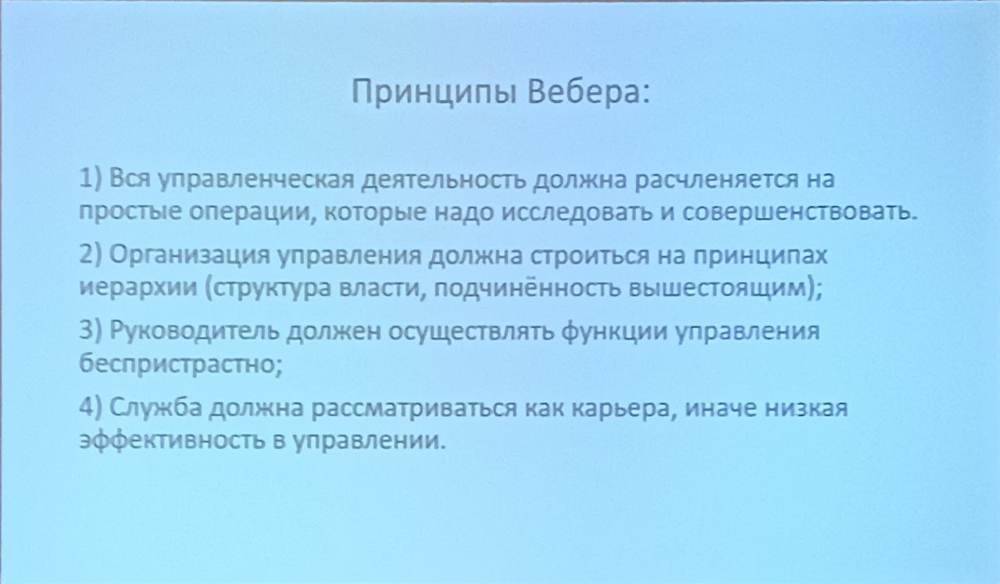 Принципы Вебера:
1) Вся управленческая деятельность должна расчленяется на
простые операции, которые надо исследовать и совершенствовать.
2) Организация управления должна строиться на принципах
иерархии (структура власти, подчинённость вышестоящим);
3) Руководитель должен осуществлять функции управления
беспристрастно;
4) Служба должна рассматриваться как карьера, иначе низкая
эффективность в управлении.